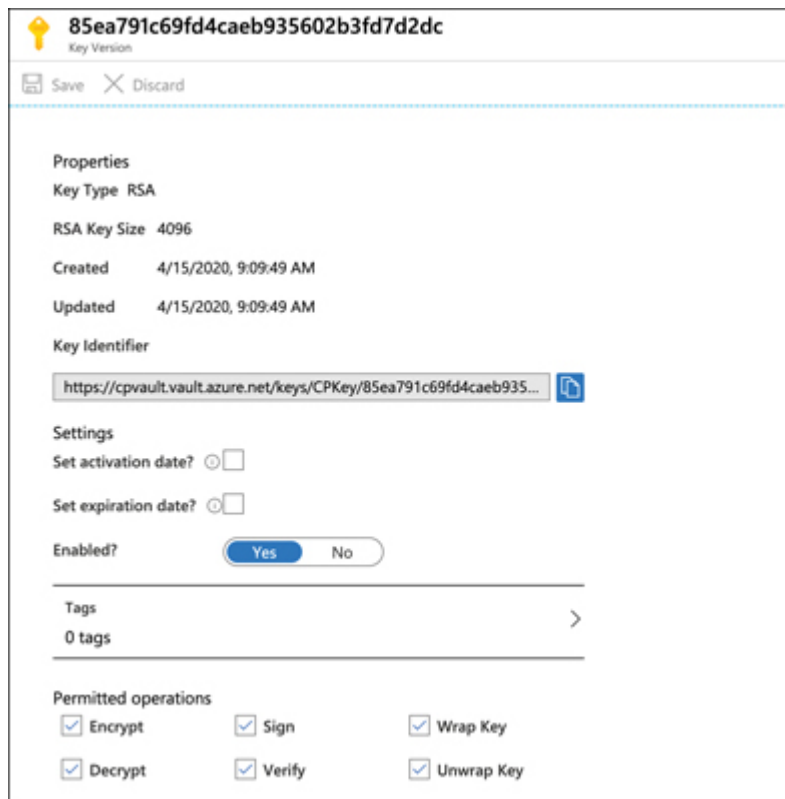 85ea791c69fd4caeb935602b3fd7d2dc
Key Version
Save Discard
Properties
Key Type RSA
RSA Key Size 4096
Created 4/15/2020, 9:09:49 AM
Updated 4/15/2020, 9:09:49 AM
Key Identifier
https://cpvault.vault.azure.net/keys/CPKey/85ea791c69fd4caeb935...
Settings
Set activation date?
Set expiration date?
Enabled? Yes No
Tags
0 tags
Permitted operations
Encrypt Sign Wrap Key
Decrypt Verify Unwrap Key